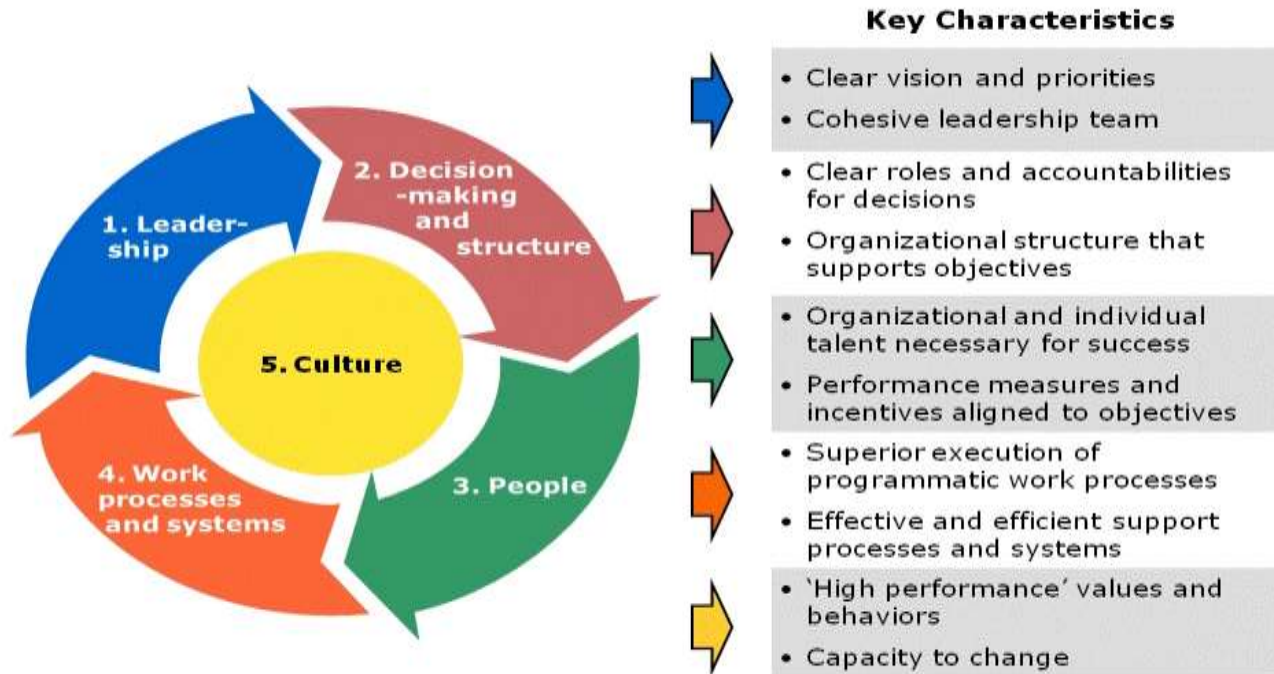 1. Leader-
ship
2. Decision
-making
and
structure
3. People
4. Work
processes
and systems
5. Culture
Key Characteristics
• Clear vision and priorities
• Cohesive leadership team
• Clear roles and accountabilities
for decisions
• Organizational structure that
supports objectives
• Organizational and individual
talent necessary for success
• Performance measures and
incentives aligned to objectives
• Superior execution of
programmatic work processes
• Effective and efficient support
processes and systems
• ‘High performance’ values and
behaviors
• Capacity to change